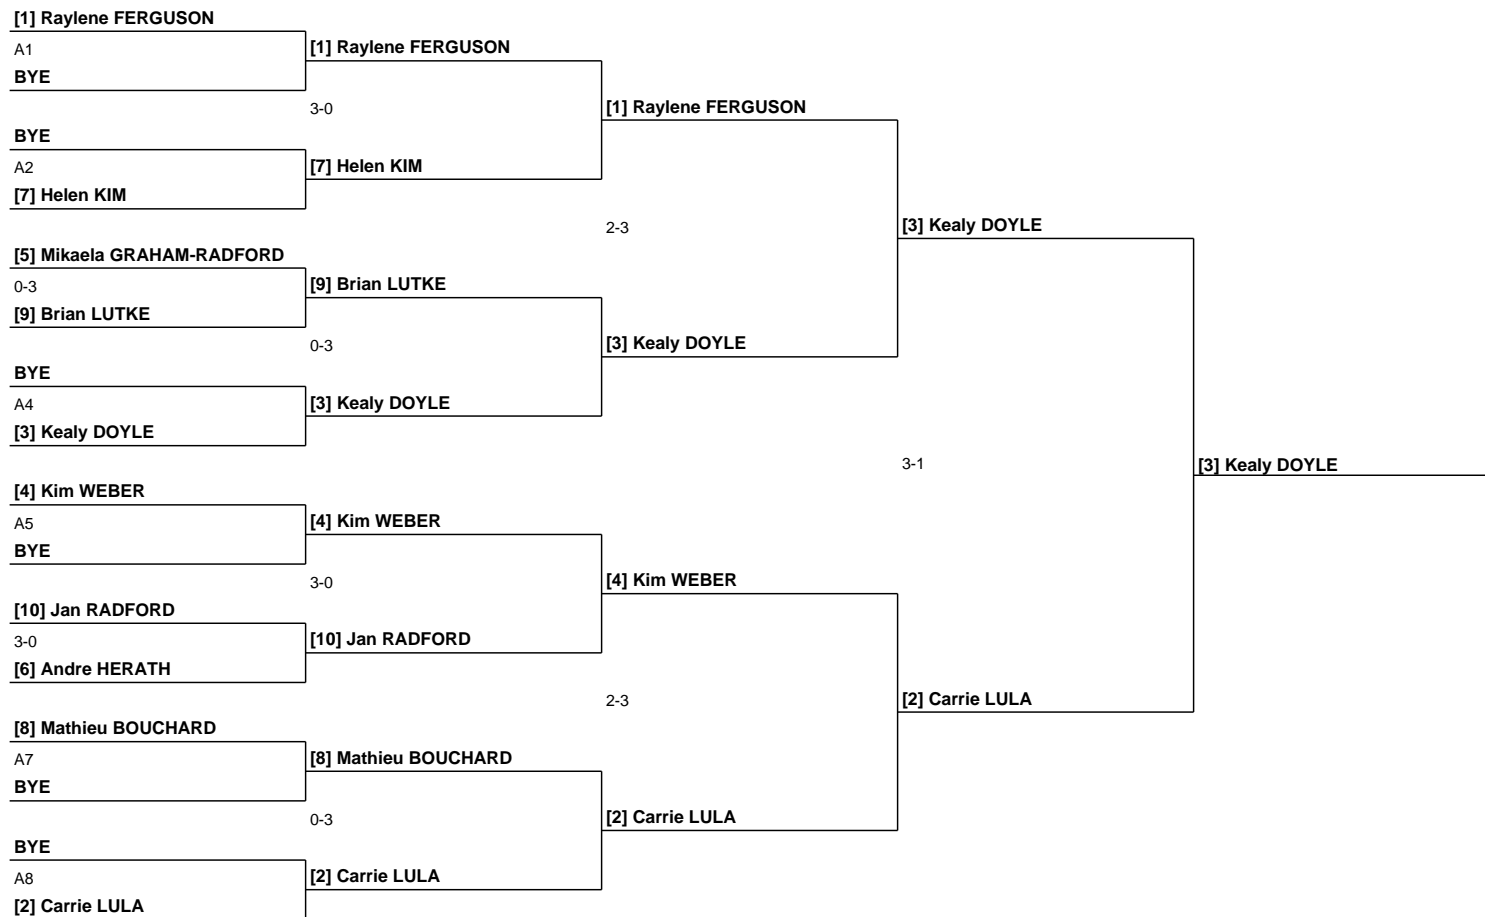 [1] Raylene FERGUSON
A1
BYE
[1] Raylene FERGUSON
3-0
BYE
A2
[7] Helen KIM
[7] Helen KIM
[1] Raylene FERGUSON
2-3
[5] Mikaela GRAHAM-RADFORD
0-3
[9] Brian LUTKE
[9] Brian LUTKE
0-3
BYE
A4
[3] Kealy DOYLE
[3] Kealy DOYLE
[3] Kealy DOYLE
[3] Kealy DOYLE
3-1
[3] Kealy DOYLE
[4] Kim WEBER
A5
BYE
[4] Kim WEBER
3-0
[10] Jan RADFORD
3-0
[6] Andre HERATH
[10] Jan RADFORD
[4] Kim WEBER
2-3
[8] Mathieu BOUCHARD
A7
BYE
[8] Mathieu BOUCHARD
0-3
BYE
A8
[2] Carrie LULA
[2] Carrie LULA
[2] Carrie LULA
[2] Carrie LULA